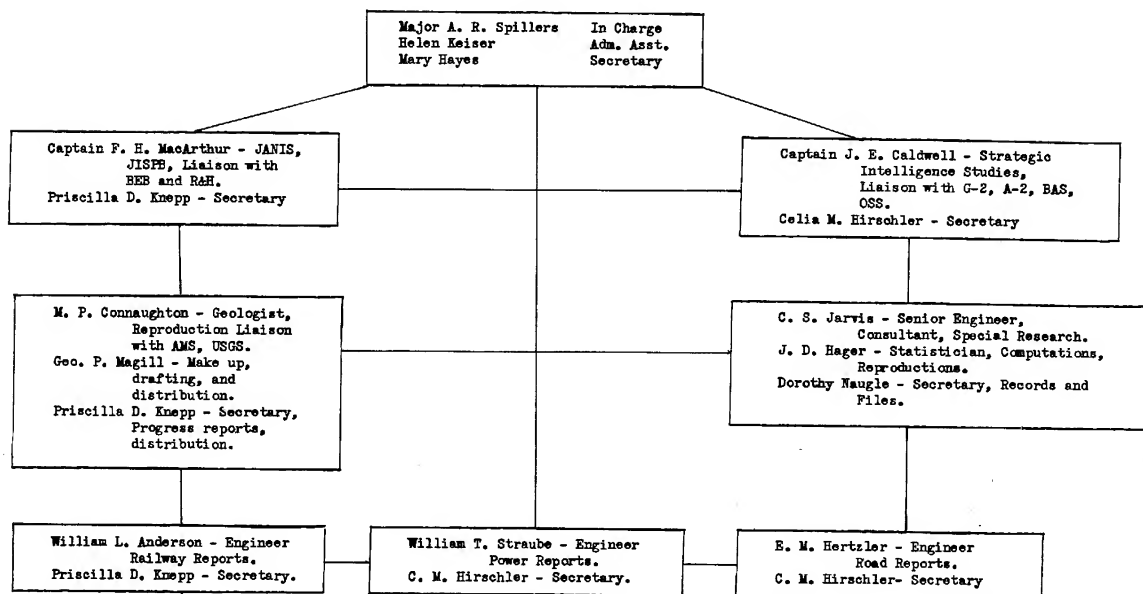 Major A. R. Spillers In Charge
Helen Keiser Adm. Asst.
Mary Hayes Secretary
Captain F. H. MacArthur - JANIS,
JISPB, Liaison with
BEB and R&H.
Priscilla D. Knepp - Secretary
Captain J. E. Caldwell - Strategic
Intelligence Studies,
Liaison with G-2, A-2, BAS,
OSS.
Celia M. Hirschler - Secretary
M. P. Connaughton - Geologist,
Reproduction Liaison
with AMS, USGS.
Geo. P. Magill - Make up,
drafting, and
distribution.
Priscilla D. Knepp - Secretary,
Progress reports,
distribution.
C. S. Jarvis - Senior Engineer,
Consultant, Special Research.
J. D. Hager - Statistician, Computations,
Reproductions.
Dorothy Naugle - Secretary, Records and
Files.
William L. Anderson - Engineer
Railway Reports.
Priscilla D. Knepp - Secretary.
William T. Straube - Engineer
Power Reports.
C. M. Hirschler - Secretary.
E. M. Hertzler - Engineer
Road Reports.
C. M. Hirschler- Secretary